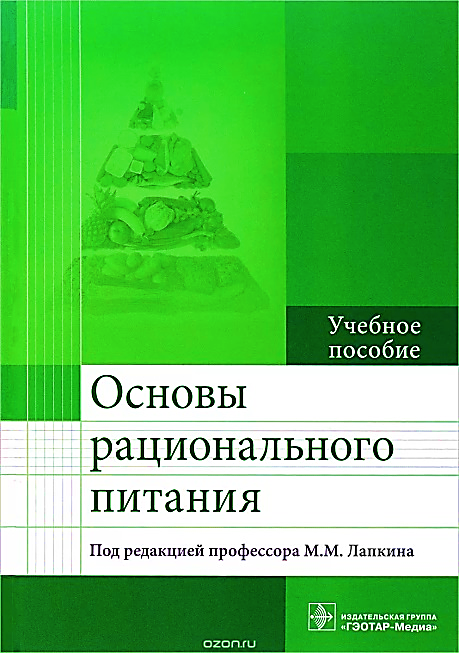 Учебное
пособие
Основы
рационального
питания
Под редакцией профессора М.М. Лапкина
ИЗДАТЕЛЬСКАЯ ГРУППА
«ГЭОТАР-Медиа»
ozon.ru